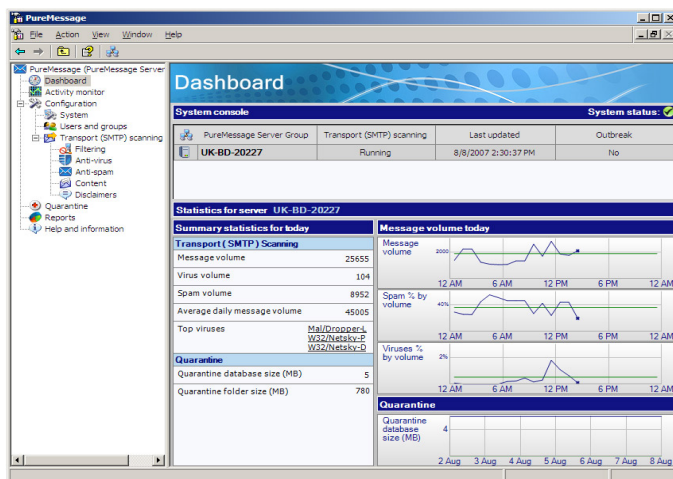 PureMessage
File Action View Window Help
PureMessage (PureMessage Server
Dashboard
Activity monitor
Configuration
System
Users and groups
Transport (SMTP) scanning
Filtering
Anti-virus
Anti-spam
Content
Disclaimers
Quarantine
Reports
Help and information
Dashboard
System console System status:
PureMessage Server Group Transport (SMTP) scanning Last updated Outbreak
UK-BD-20227 Running 8/8/2007 2:30:37 PM No
Statistics for server UK-BD-20227
Summary statistics for today
Transport ( SMTP ) Scanning
Message volume 25655
Virus volume 104
Spam volume 8952
Average daily message volume 45005
Top viruses Mal/Dropper-L
W32/Netsky-P
W32/Netsky-D
Quarantine
Quarantine database size (MB) 5
Quarantine folder size (MB) 780
Message volume today
Message
volume
2000
12 AM 6 AM 12 PM 6 PM 12 AM
Spam % by
volume
40%
12 AM 6 AM 12 PM 6 PM 12 AM
Viruses %
by volume
2%
12 AM 6 AM 12 PM 6 PM 12 AM
Quarantine
Quarantine
database
size (MB)
4
2 Aug 3 Aug 4 Aug 5 Aug 6 Aug 7 Aug 8 Aug